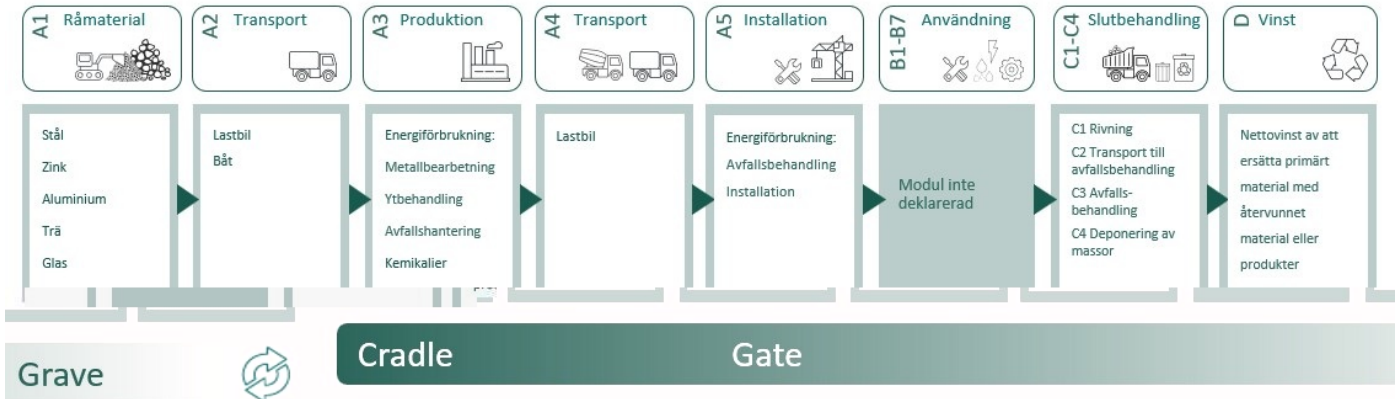 A1 Råmaterial
A2 Transport
A3 Produktion
A4 Transport
A5 Installation
B1-B7 Användning
C1-C4 Slutbehandling
D Vinst
Stål
Zink
Aluminium
Trä
Glas
Lastbil
Båt
Energiförbrukning:
Metallbearbetning
Ytbehandling
Avfallshantering
Kemikalier
Lastbil
Energiförbrukning:
Avfallsbehandling
Installation
Modul inte
deklarerad
C1 Rivning
C2 Transport till
avfallsbehandling
C3 Avfalls-
behandling
C4 Deponering av
massor
Nettovinst av att
ersätta primärt
material med
återvunnet
material eller
produkter
Cradle
Gate
Grave